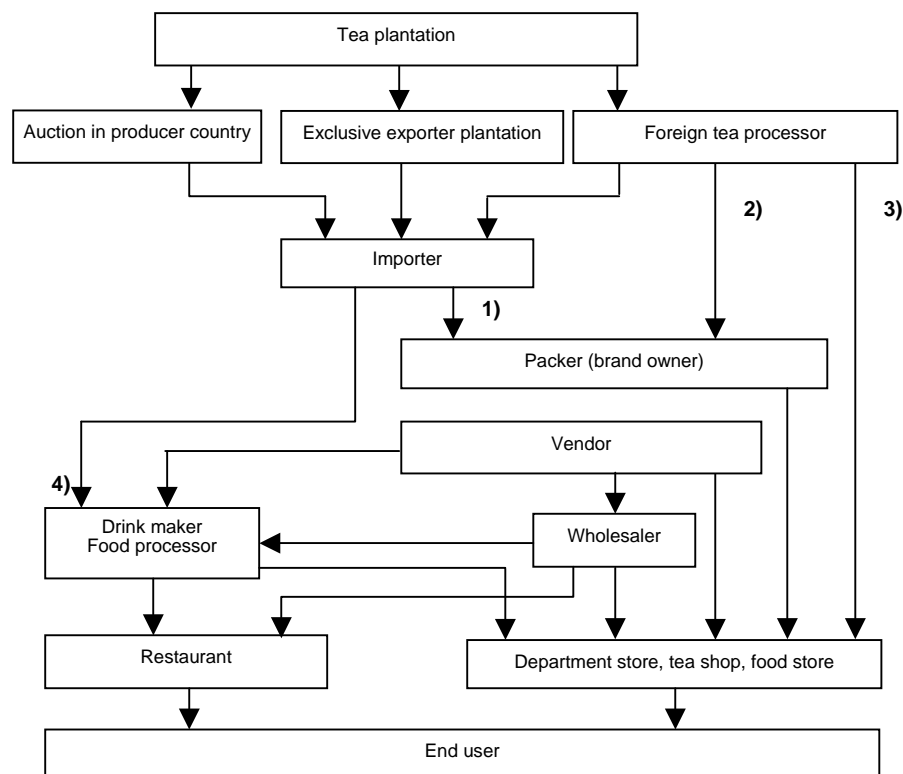 Tea plantation
Auction in producer country
Exclusive exporter plantation
Foreign tea processor
2)
3)
Importer
1)
Packer (brand owner)
Vendor
4)
Drink maker
Food processor
Wholesaler
Restaurant
Department store, tea shop, food store
End user